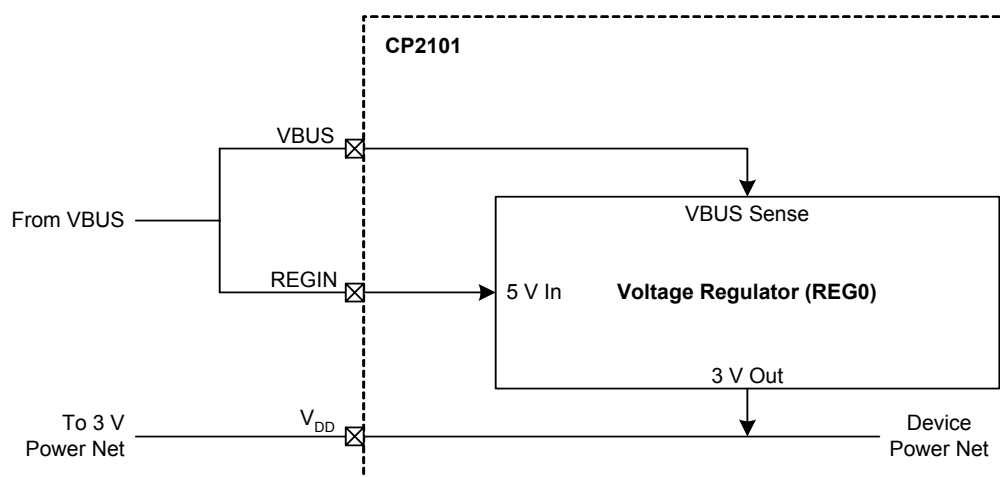 CP2101
VBUS
From VBUS
VBUS Sense
REGIN
5 V In
Voltage Regulator (REG0)
3 V Out
To 3 V
Power Net
VDD
Device
Power Net